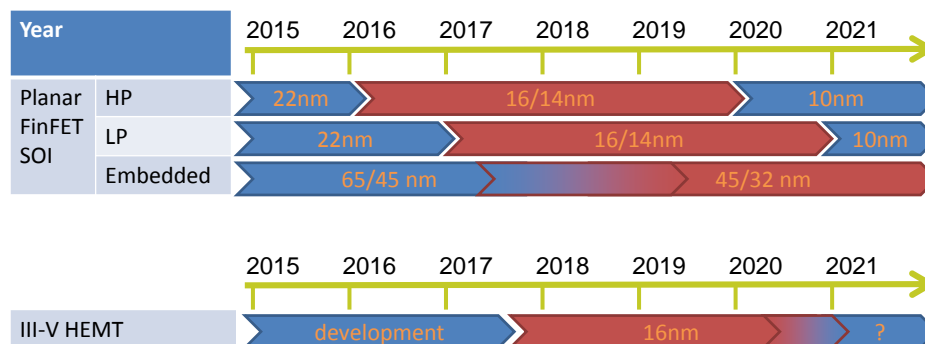 Year
2015 2016 2017 2018 2019 2020 2021
Planar
FinFET
SOI
HP
22nm 16/14nm 10nm
LP
22nm 16/14nm 10nm
Embedded
65/45 nm 45/32 nm
2015 2016 2017 2018 2019 2020 2021
III-V HEMT
development 16nm ?